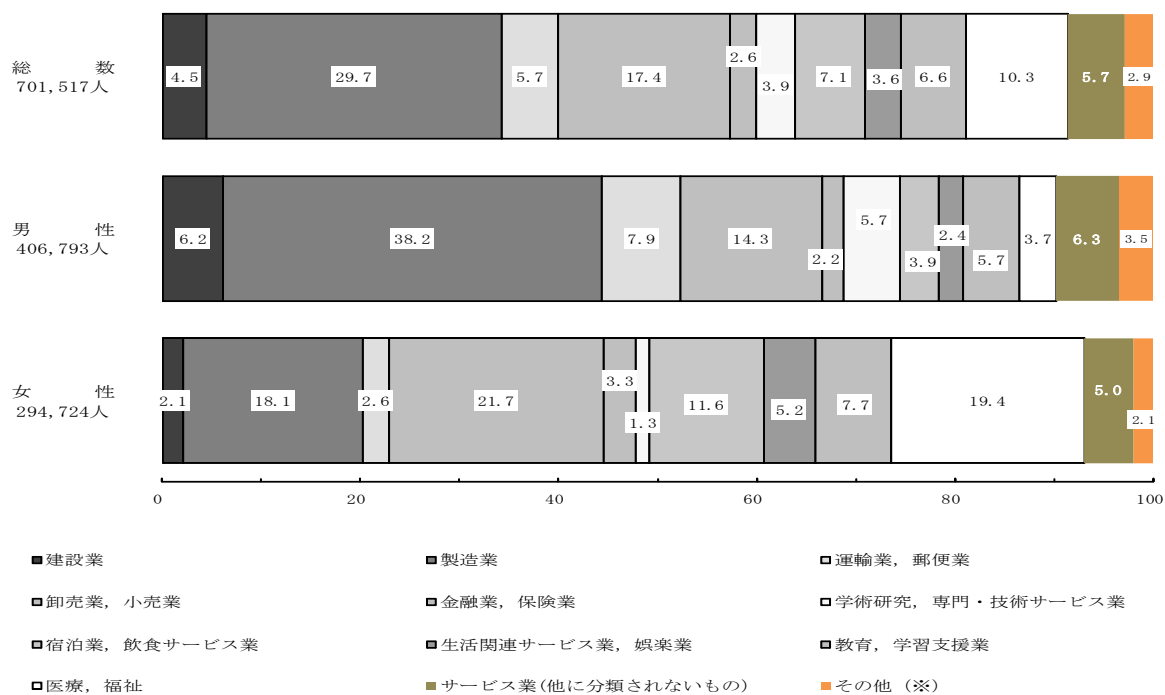 総　数
701,517人
4.5 29.7 5.7 17.4 2.6 3.9 7.1 3.6 6.6 10.3 5.7 2.9
男　性
406,793人
6.2 38.2 7.9 14.3 2.2 5.7 3.9 2.4 5.7 3.7 6.3 3.5
女　性
294,724人
2.1 18.1 2.6 21.7 3.3 1.3 11.6 5.2 7.7 19.4 5.0 2.1
0 20 40 60 80 100
建設業 製造業 運輸業, 郵便業
卸売業, 小売業 金融業, 保険業 学術研究, 専門・技術サービス業
宿泊業, 飲食サービス業 生活関連サービス業, 娯楽業 教育, 学習支援業
医療, 福祉 サービス業(他に分類されないもの) その他（※）